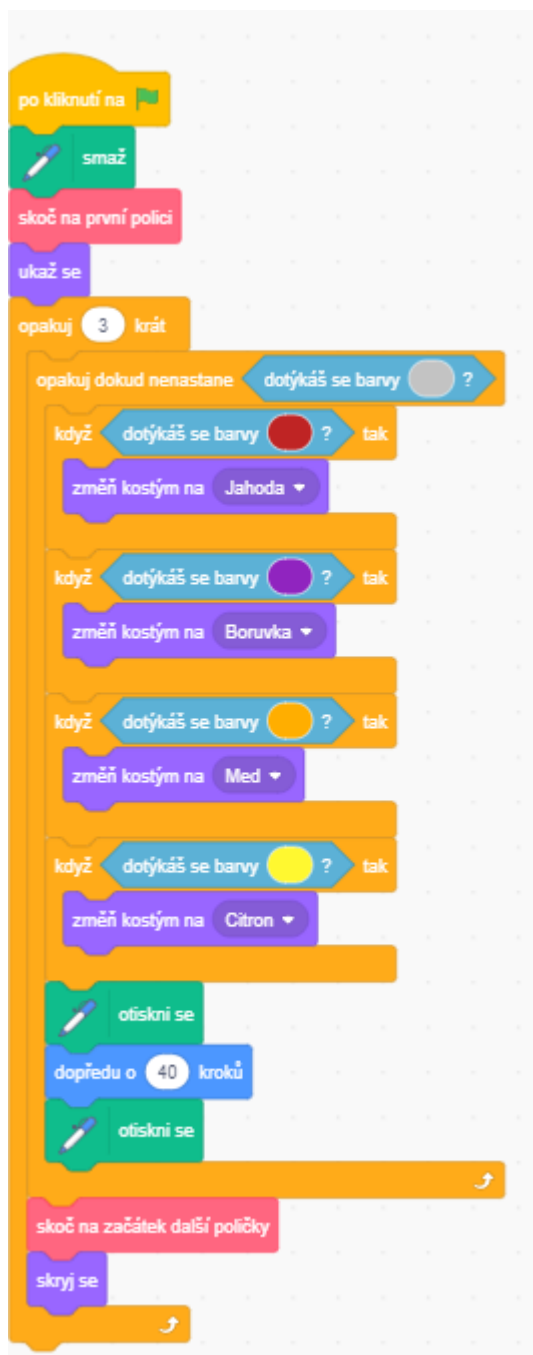 po kliknutí na
smaž
skoč na první polici
ukaž se
opakuj 3 krát
opakuj dokud nenastane dotýkáš se barvy ?
když dotýkáš se barvy ? tak
změň kostým na Jahoda
když dotýkáš se barvy ? tak
změň kostým na Boruvka
když dotýkáš se barvy ? tak
změň kostým na Med
když dotýkáš se barvy ? tak
změň kostým na Citron
otiskni se
dopředu o 40 kroků
otiskni se
skoč na začátek další poličky
skryj se